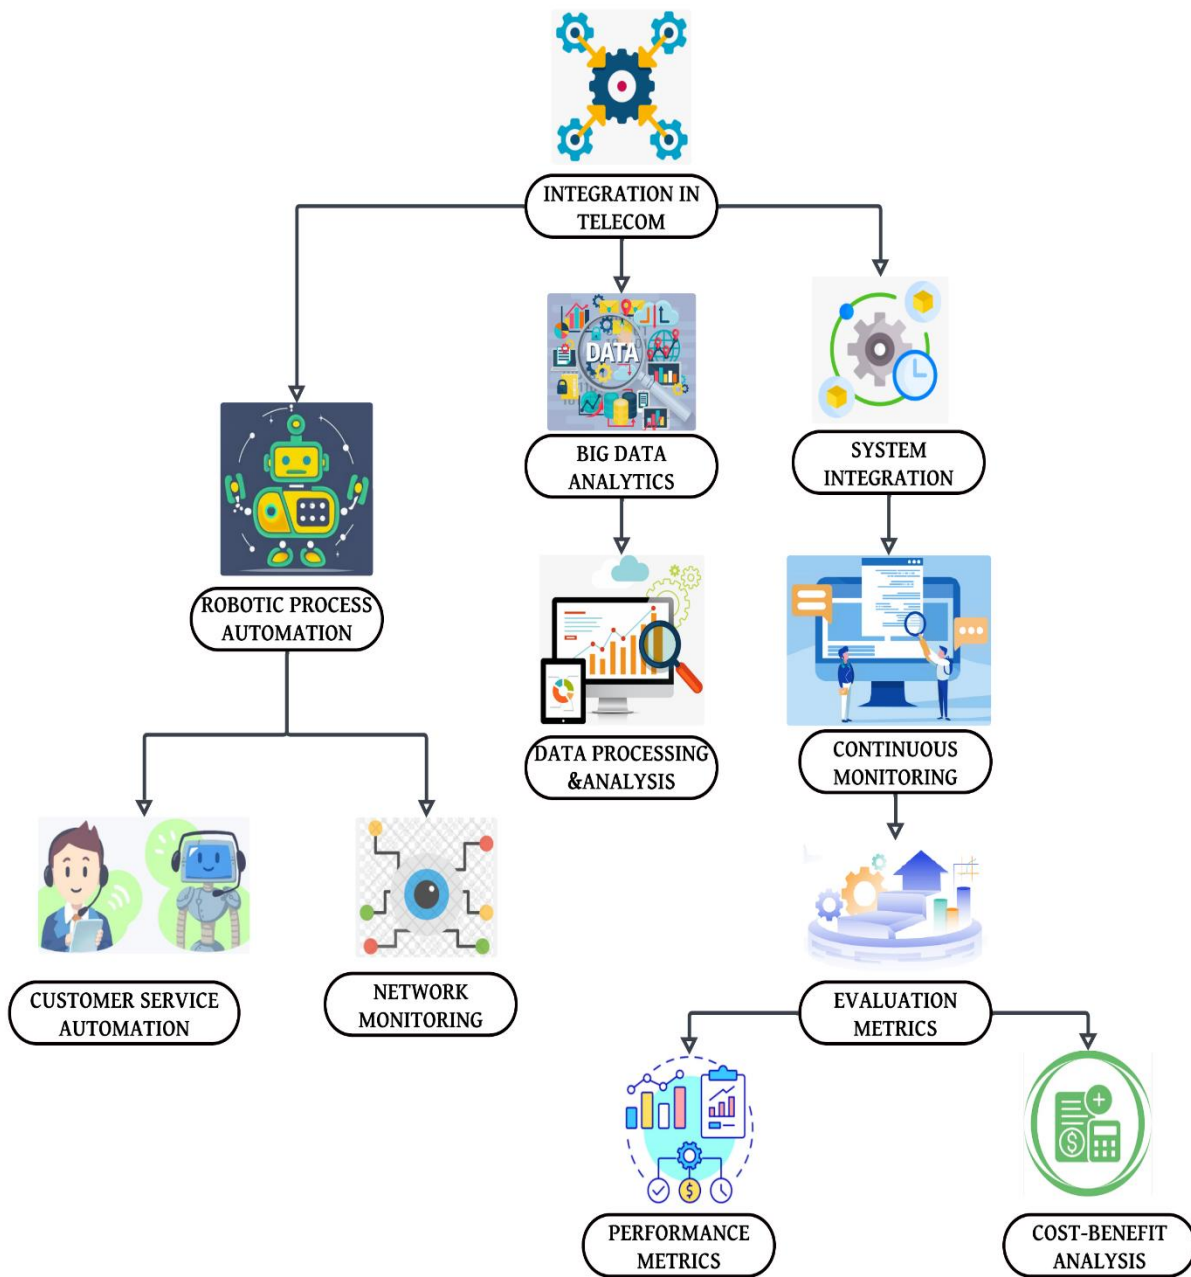 INTEGRATION IN
TELECOM
DATA
BIG DATA
ANALYTICS
SYSTEM
INTEGRATION
ROBOTIC PROCESS
AUTOMATION
DATA PROCESSING
&ANALYSIS
CONTINUOUS
MONITORING
CUSTOMER SERVICE
AUTOMATION
NETWORK
MONITORING
EVALUATION
METRICS
PERFORMANCE
METRICS
COST-BENEFIT
ANALYSIS